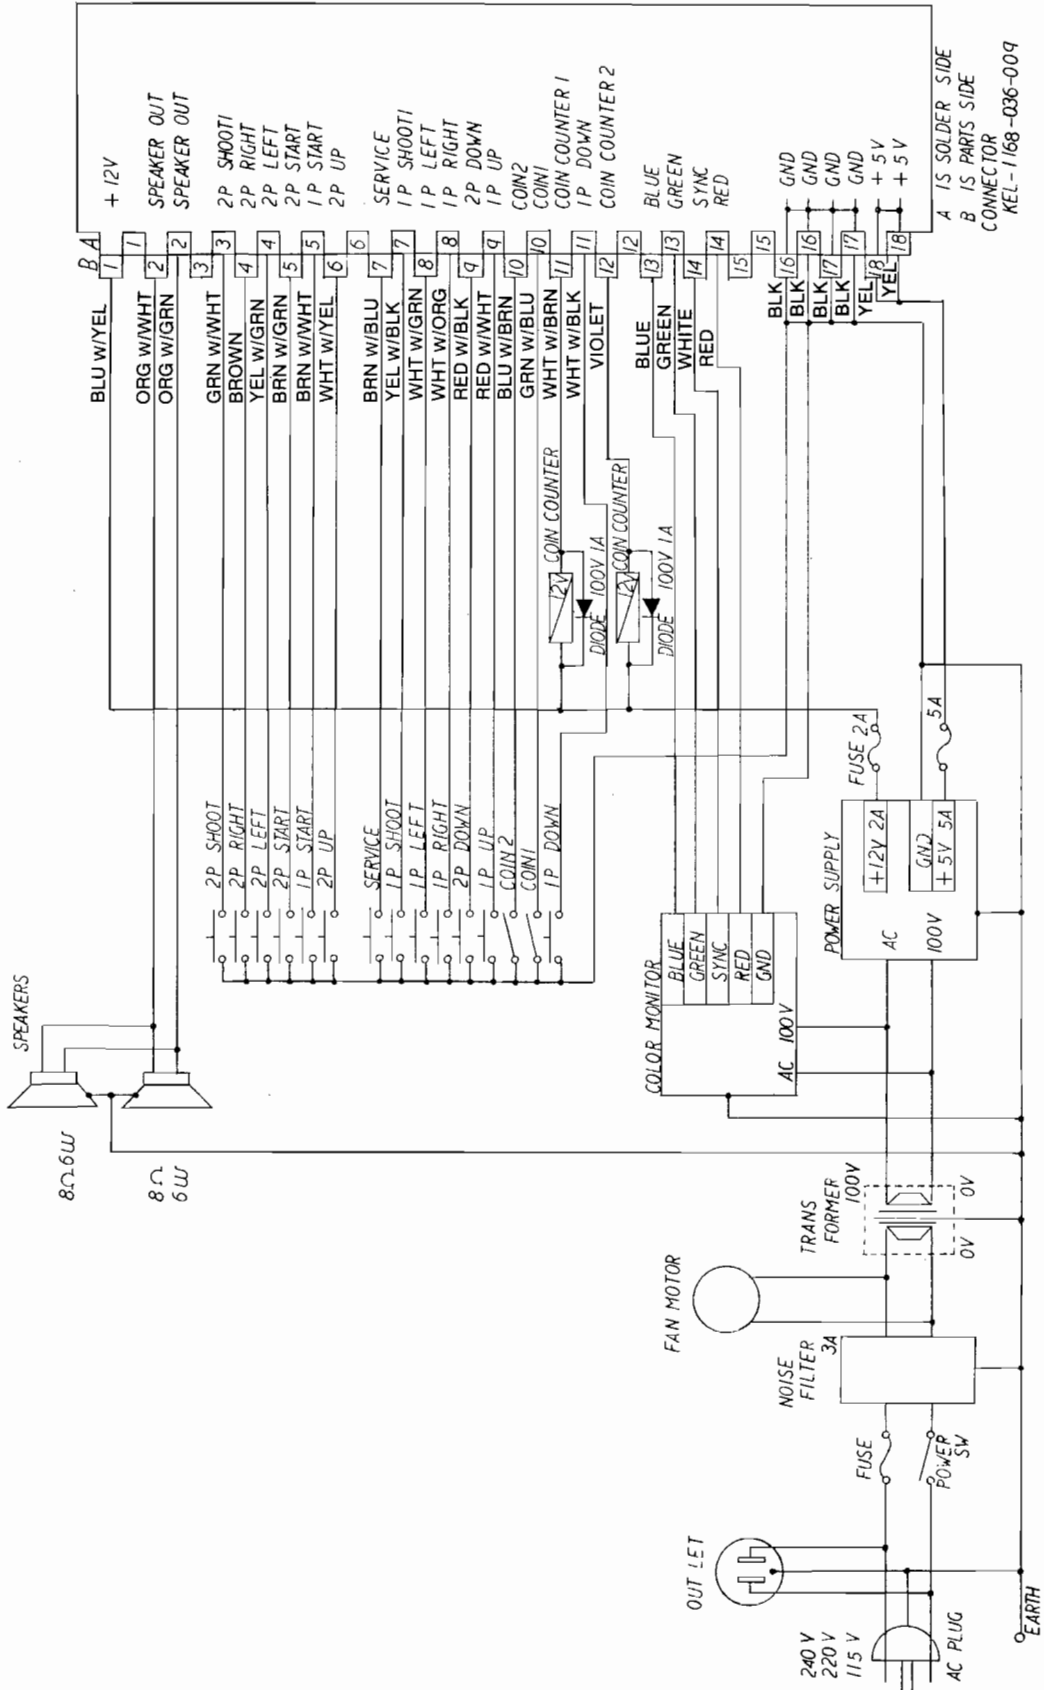 +12V
SPEAKER OUT
SPEAKER OUT
2P SHOOT1
2P RIGHT
2P LEFT
2P START
1P START
2P UP
SERVICE
1P SHOOT1
1P LEFT
1P RIGHT
2P DOWN
1P UP
COIN2
COIN1
COIN COUNTER 1
1P DOWN
COIN COUNTER 2
BLUE
GREEN
SYNC
RED
GND
GND
GND
GND
+5V
+5V
A IS SOLDER SIDE
B IS PARTS SIDE
CONNECTOR
KEL-1168-036-009
A
1
2
3
4
5
6
7
8
9
10
11
12
13
14
15
16
17
18
B
1
2
3
4
5
6
7
8
9
10
11
12
13
14
15
16
17
18
BLU W/YEL
ORG W/WHT
ORG W/GRN
GRN W/WHT
BROWN
YEL W/GRN
BRN W/GRN
BRN W/WHT
WHT W/YEL
BRN W/BLU
YEL W/BLK
WHT W/GRN
WHT W/ORG
RED W/BLK
RED W/WHT
BLU W/BRN
GRN W/BLU
WHT W/BRN
WHT W/BLK
VIOLET
BLUE
GREEN
WHITE
RED
BLK
BLK
BLK
BLK
YEL
YEL
COIN COUNTER
12V
DIODE 100V 1A
COIN COUNTER
12V
DIODE 100V 1A
2P SHOOT
2P RIGHT
2P LEFT
2P START
1P START
2P UP
SERVICE
1P SHOOT
1P LEFT
1P RIGHT
2P DOWN
1P UP
COIN 2
COIN1
1P DOWN
FUSE 2A
5A
POWER SUPPLY
+12V 2A
GND
+5V 5A
AC
100V
COLOR MONITOR
BLUE
GREEN
SYNC
RED
GND
AC 100V
SPEAKERS
8Ω6W
8Ω
6W
TRANS
FORMER
100V
0V
0V
FAN MOTOR
NOISE
FILTER
3A
FUSE
POWER
SW
OUT LET
240V
220V
115V
AC PLUG
EARTH